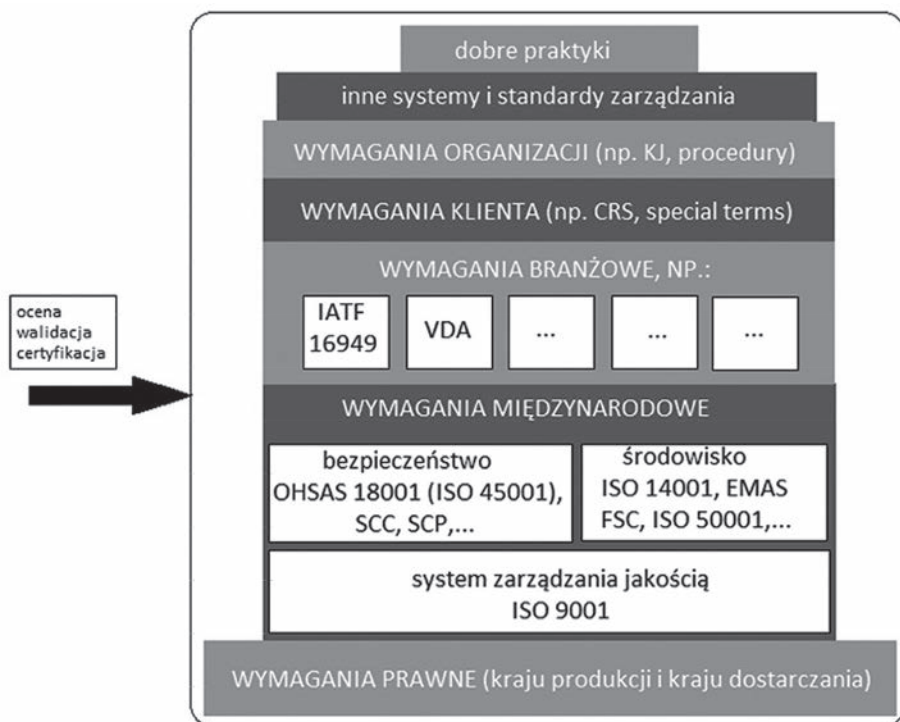 dobre praktyki
inne systemy i standardy zarządzania
WYMAGANIA ORGANIZACJI (np. KJ, procedury)
WYMAGANIA KLIENTA (np. CRS, special terms)
WYMAGANIA BRANŻOWE, NP.:
IATF
16949
VDA
...
...
...
ocena
walidacja
certyfikacja
WYMAGANIA MIĘDZYNARODOWE
bezpieczeństwo
OHSAS 18001 (ISO 45001),
SCC, SCP,...
środowisko
ISO 14001, EMAS
FSC, ISO 50001,...
system zarządzania jakością
ISO 9001
WYMAGANIA PRAWNE (kraju produkcji i kraju dostarczania)